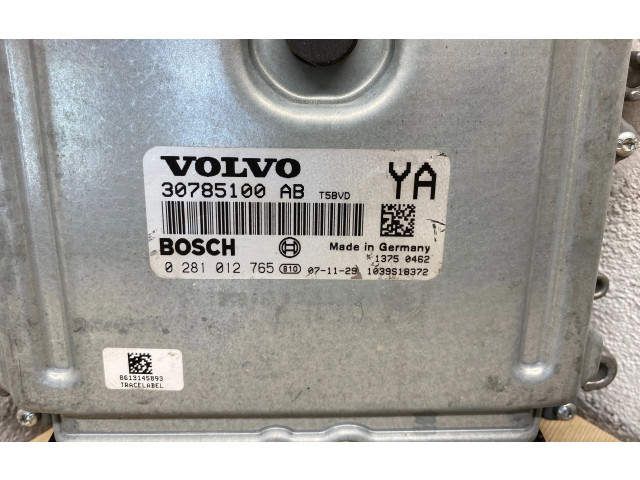 VOLVO
30785100 AB T5BVD
YA
BOSCH
Made in Germany
1375 0462
0 281 012 765 810 07-11-29 1039S18372
8613145893
TRACELABEL